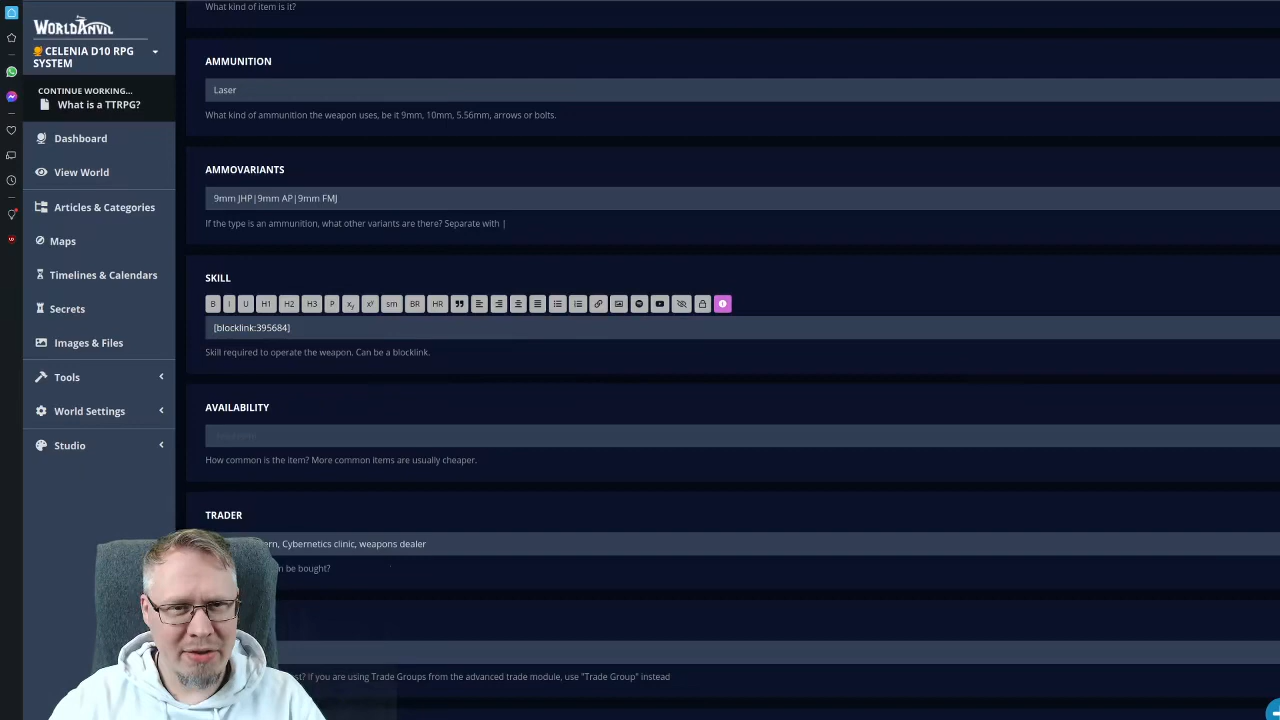 What kind of item is it?
WORLDANVIL
CELENIA D10 RPG
SYSTEM
CONTINUE WORKING...
What is a TTRPG?
Dashboard
View World
Articles & Categories
Maps
Timelines & Calendars
Secrets
Images & Files
Tools
World Settings
Studio
AMMUNITION
Laser
What kind of ammunition the weapon uses, be it 9mm, 10mm, 5.56mm, arrows or bolts.
AMMOVARIANTS
9mm JHP|9mm AP|9mm FMJ
If the type is an ammunition, what other variants are there? Separate with |
SKILL
B I U H1 H2 H3 P x, xʸ sm BR HR
[blocklink:395684]
Skill required to operate the weapon. Can be a blocklink.
AVAILABILITY
How common is the item? More common items are usually cheaper.
TRADER
Cybernetics clinic, weapons dealer
be bought?
If you are using Trade Groups from the advanced trade module, use "Trade Group" instead